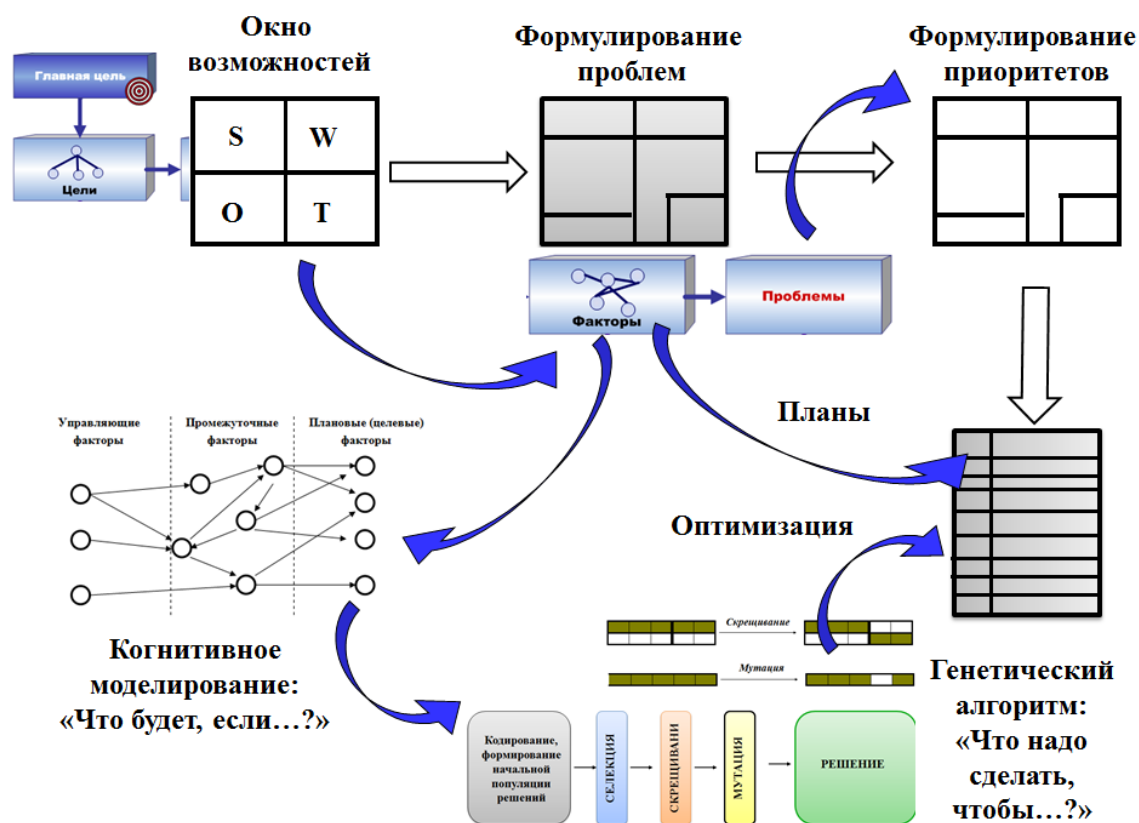 Окно
возможностей
Формулирование
проблем
Формулирование
приоритетов
Главная цель
Цели
S
W
O
T
Факторы
Проблемы
Планы
Управляющие
факторы
Промежуточные
факторы
Плановые (целевые)
факторы
Оптимизация
Когнитивное
моделирование:
«Что будет, если…?»
Скрещивание
Мутация
Генетический
алгоритм:
«Что надо
сделать,
чтобы…?»
Кодирование,
формирование
начальной
популяции
решений
СЕЛЕКЦИЯ
СКРЕЩИВАНИ
МУТАЦИЯ
РЕШЕНИЕ